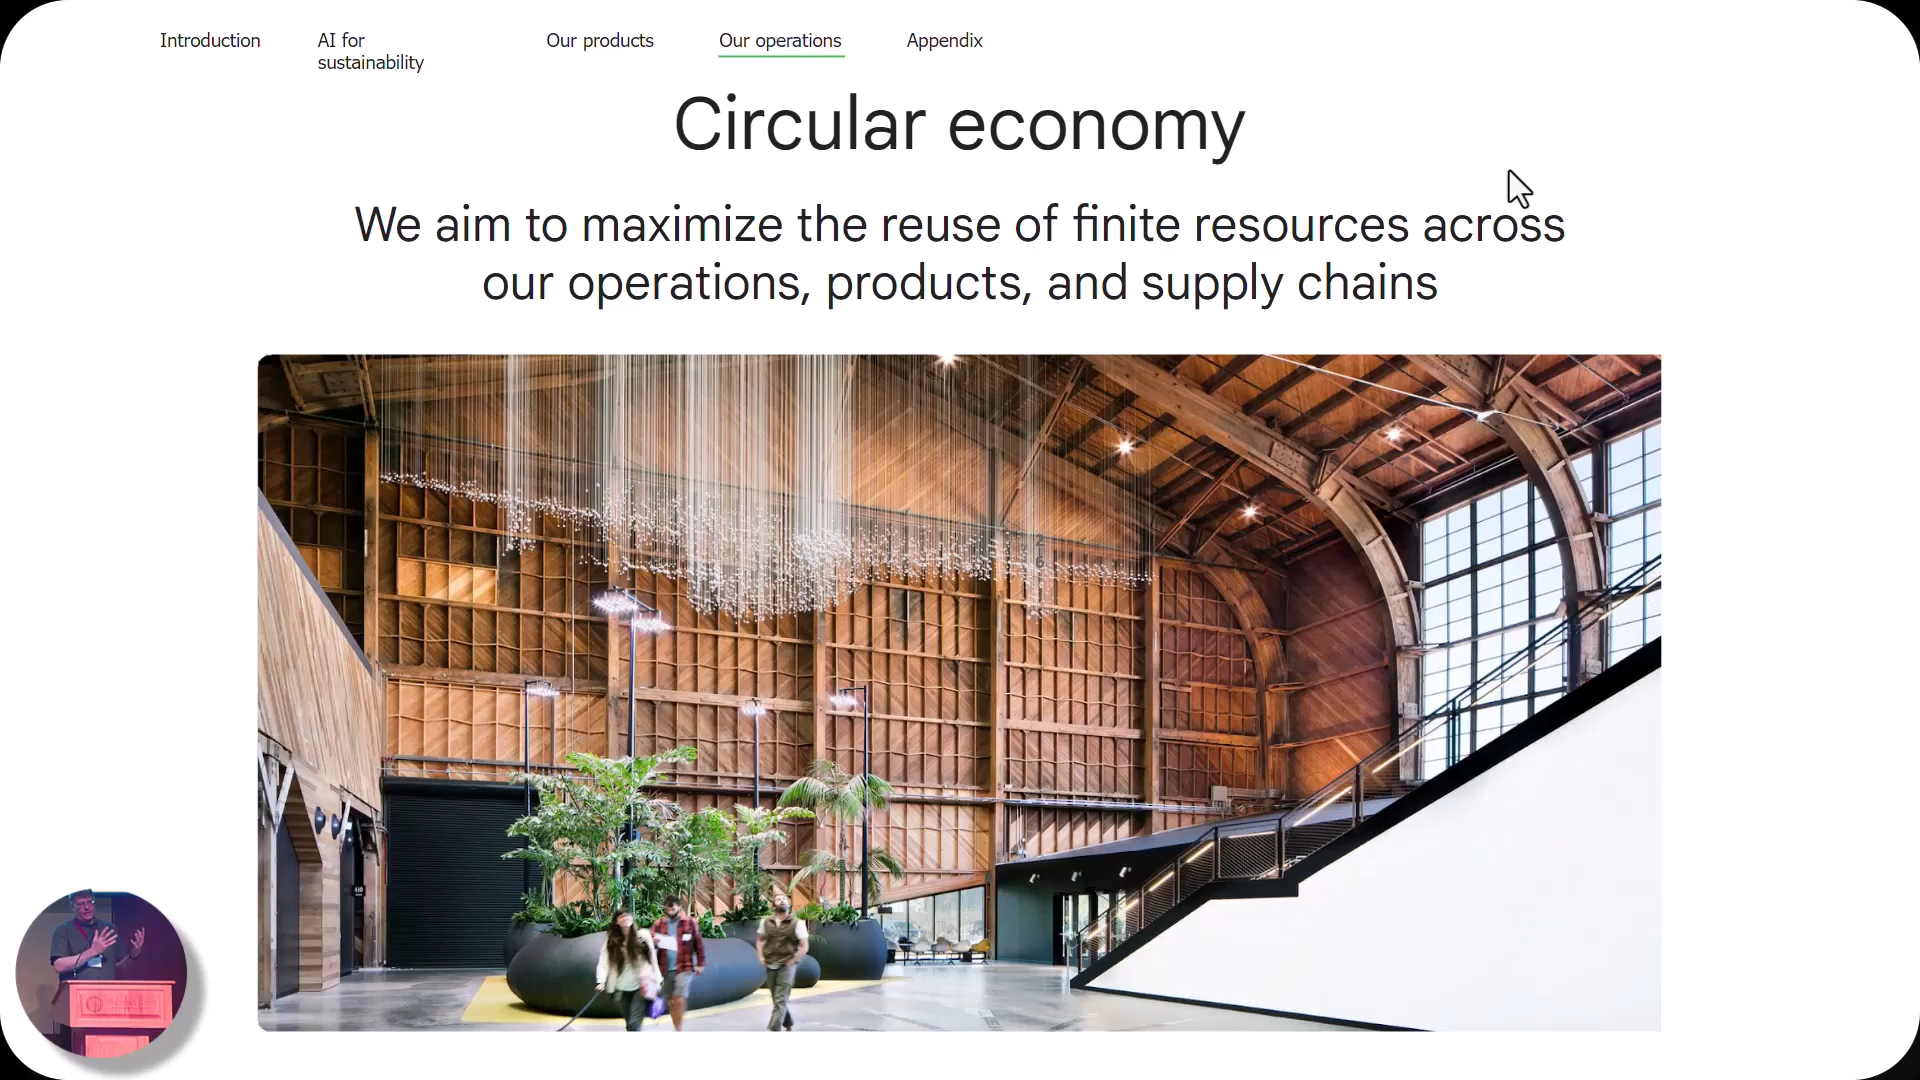 Introduction
AI for
sustainability
Our products
Our operations
Appendix
Circular economy
We aim to maximize the reuse of finite resources across
our operations, products, and supply chains